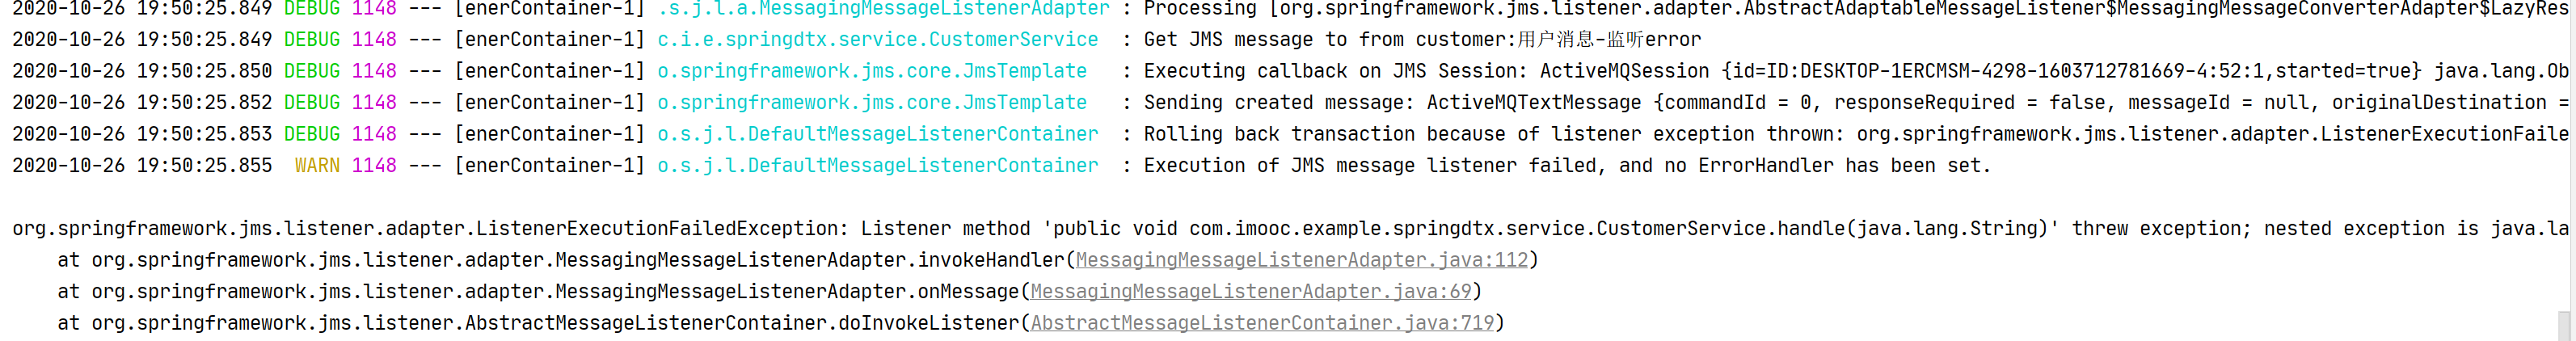 2020-10-26 19:50:25.849 DEBUG 1148 --- [enerContainer-1] .s.j.l.a.MessagingMessageListenerAdapter : Processing [org.springframework.jms.listener.adapter.AbstractAdaptableMessageListener$MessagingMessageConverterAdapter$LazyRes
2020-10-26 19:50:25.849 DEBUG 1148 --- [enerContainer-1] c.i.e.springdtx.service.CustomerService  : Get JMS message to from customer:用户消息-监听error
2020-10-26 19:50:25.850 DEBUG 1148 --- [enerContainer-1] o.springframework.jms.core.JmsTemplate   : Executing callback on JMS Session: ActiveMQSession {id=ID:DESKTOP-1ERCMSM-4298-1603712781669-4:52:1,started=true} java.lang.Ob
2020-10-26 19:50:25.852 DEBUG 1148 --- [enerContainer-1] o.springframework.jms.core.JmsTemplate   : Sending created message: ActiveMQTextMessage {commandId = 0, responseRequired = false, messageId = null, originalDestination =
2020-10-26 19:50:25.853 DEBUG 1148 --- [enerContainer-1] o.s.j.l.DefaultMessageListenerContainer  : Rolling back transaction because of listener exception thrown: org.springframework.jms.listener.adapter.ListenerExecutionFaile
2020-10-26 19:50:25.855  WARN 1148 --- [enerContainer-1] o.s.j.l.DefaultMessageListenerContainer  : Execution of JMS message listener failed, and no ErrorHandler has been set.
org.springframework.jms.listener.adapter.ListenerExecutionFailedException: Listener method 'public void com.imooc.example.springdtx.service.CustomerService.handle(java.lang.String)' threw exception; nested exception is java.la
    at org.springframework.jms.listener.adapter.MessagingMessageListenerAdapter.invokeHandler(MessagingMessageListenerAdapter.java:112)
    at org.springframework.jms.listener.adapter.MessagingMessageListenerAdapter.onMessage(MessagingMessageListenerAdapter.java:69)
    at org.springframework.jms.listener.AbstractMessageListenerContainer.doInvokeListener(AbstractMessageListenerContainer.java:719)